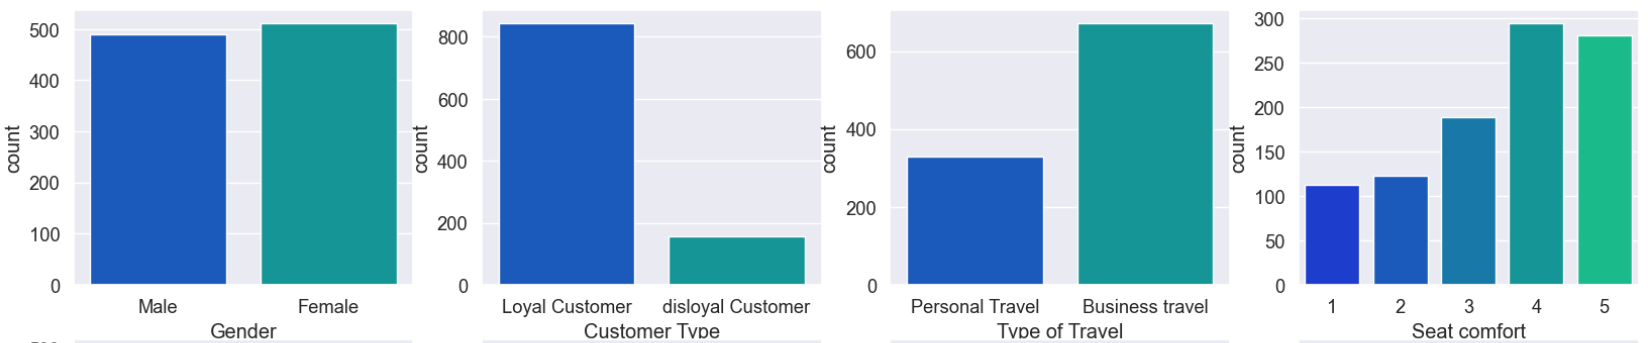 500
400
300
200
100
0
count
Male
Female
Gender
800
600
400
200
0
count
Loyal Customer
disloyal Customer
Customer Type
600
400
200
0
count
Personal Travel
Business travel
Type of Travel
300
250
200
150
100
50
0
count
1
2
3
4
5
Seat comfort